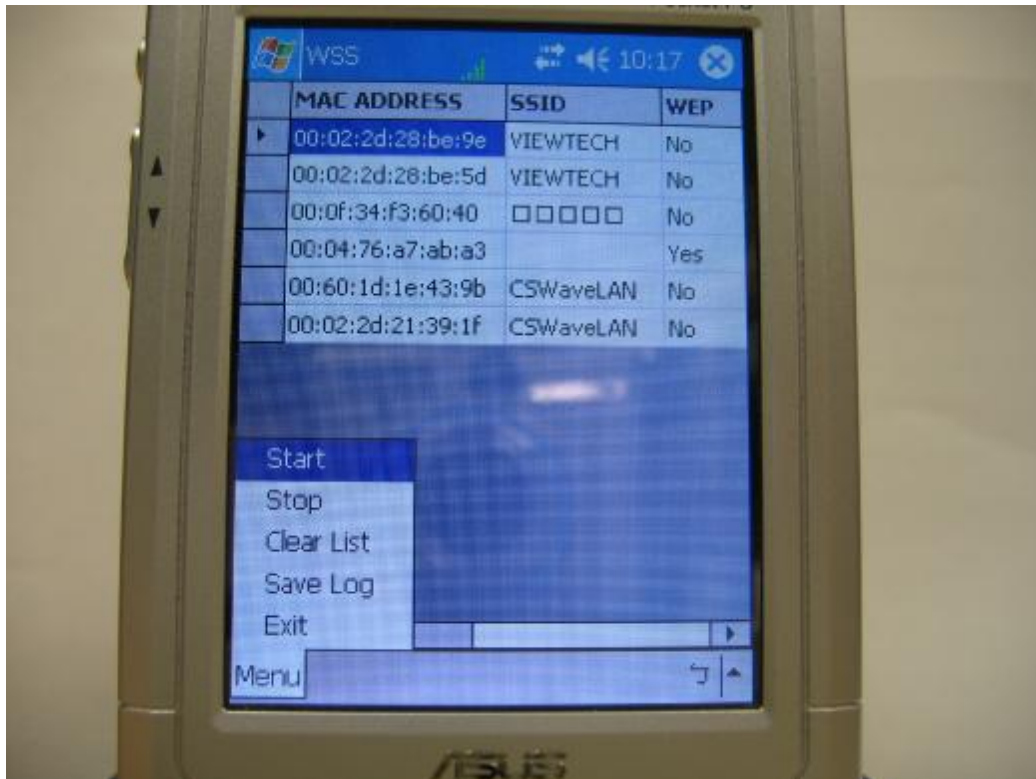 WSS 10:17
MAC ADDRESS SSID WEP
00:02:2d:28:be:9e VIEWTECH No
00:02:2d:28:be:5d VIEWTECH No
00:0f:34:f3:60:40 □□□□□ No
00:04:76:a7:ab:a3 Yes
00:60:1d:1e:43:9b CSWaveLAN No
00:02:2d:21:39:1f CSWaveLAN No
Start
Stop
Clear List
Save Log
Exit
Menu ㄅ
ASUS